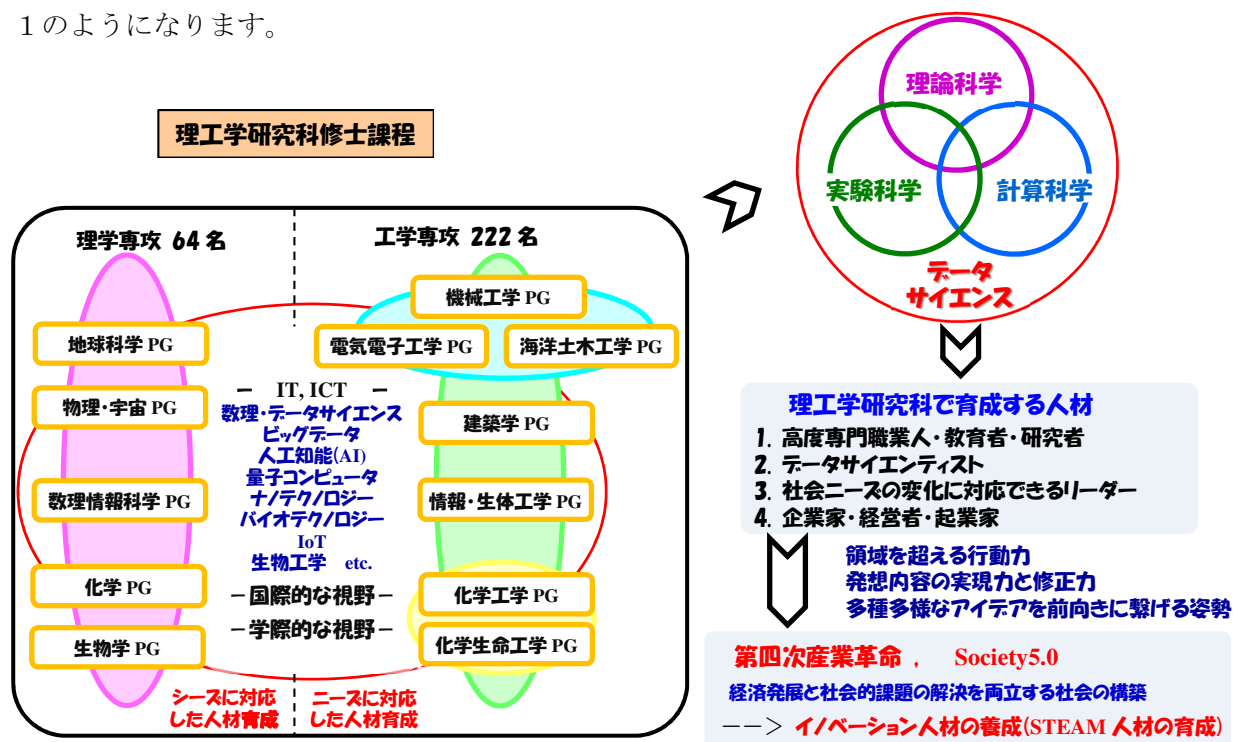 1のようになります。
理工学研究科修士課程
理学専攻 64名
工学専攻 222名
地球科学 PG
物理・宇宙 PG
数理情報科学 PG
化学 PG
生物学 PG
― IT, ICT ―
数理・データサイエンス
ビッグデータ
人工知能(AI)
量子コンピュータ
ナノテクノロジー
バイオテクノロジー
IoT
生物工学 etc.
－国際的な視野－
－学際的な視野－
機械工学 PG
電気電子工学 PG
海洋土木工学 PG
建築学 PG
情報・生体工学 PG
化学工学 PG
化学生命工学 PG
シーズに対応
した人材育成
ニーズに対応
した人材育成
理論科学
実験科学
計算科学
データ
サイエンス
理工学研究科で育成する人材
1. 高度専門職業人・教育者・研究者
2. データサイエンティスト
3. 社会ニーズの変化に対応できるリーダー
4. 企業家・経営者・起業家
領域を超える行動力
発想内容の実現力と修正力
多種多様なアイデアを前向きに繋げる姿勢
第四次産業革命 ， Society5.0
経済発展と社会的課題の解決を両立する社会の構築
－－> イノベーション人材の養成(STEAM 人材の育成)